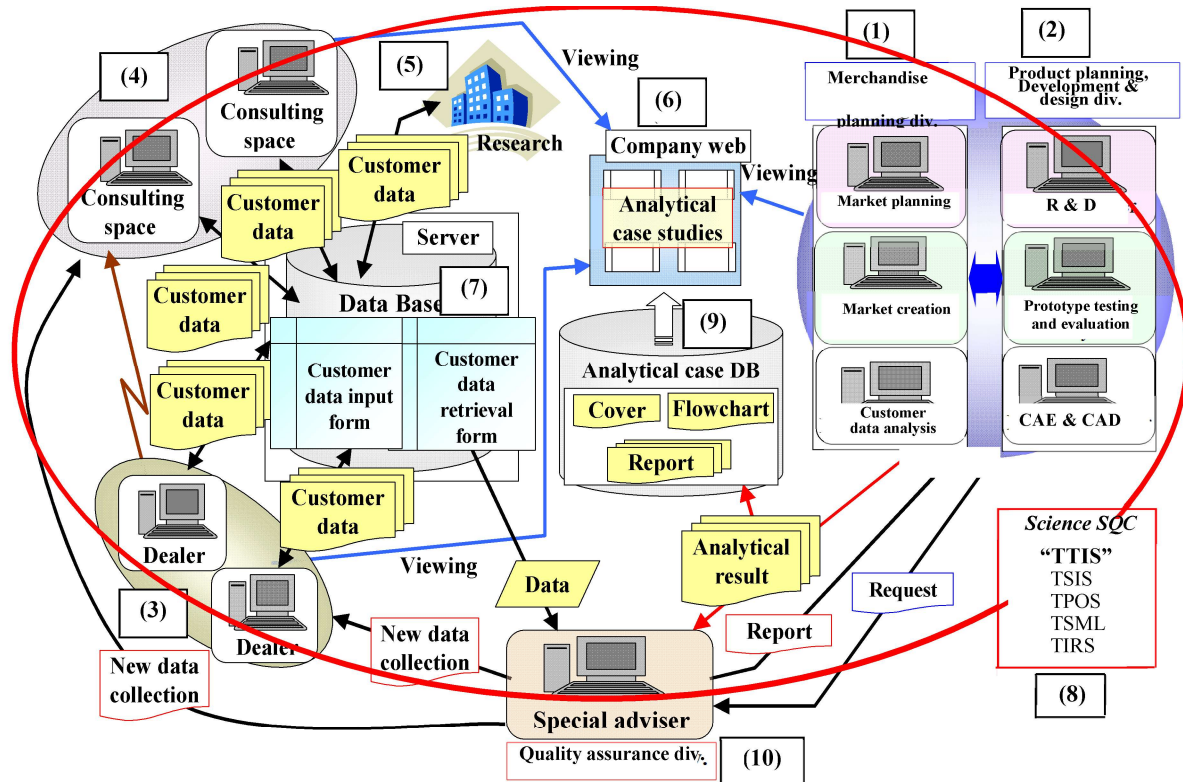 (4)
Consulting
space
Consulting
space
(5)
Research
Viewing
(6)
Company web
Analytical
case studies
Viewing
(1)
Merchandise
planning div.
Market planning
Market creation
Customer
data analysis
(2)
Product planning,
Development &
design div.
R & D
Prototype testing
and evaluation
CAE & CAD
Customer
data
Customer
data
Customer
data
Customer
data
Customer
data
Server
(7)
Data Base
Customer
data input
form
Customer
data
retrieval
form
(9)
Analytical case DB
Cover
Flowchart
Report
Dealer
(3)
Dealer
Viewing
Data
Analytical
result
Request
Report
New data
collection
New data
collection
Special adviser
Quality assurance div.
(10)
Science SQC
“TTIS”
TSIS
TPOS
TSML
TIRS
(8)